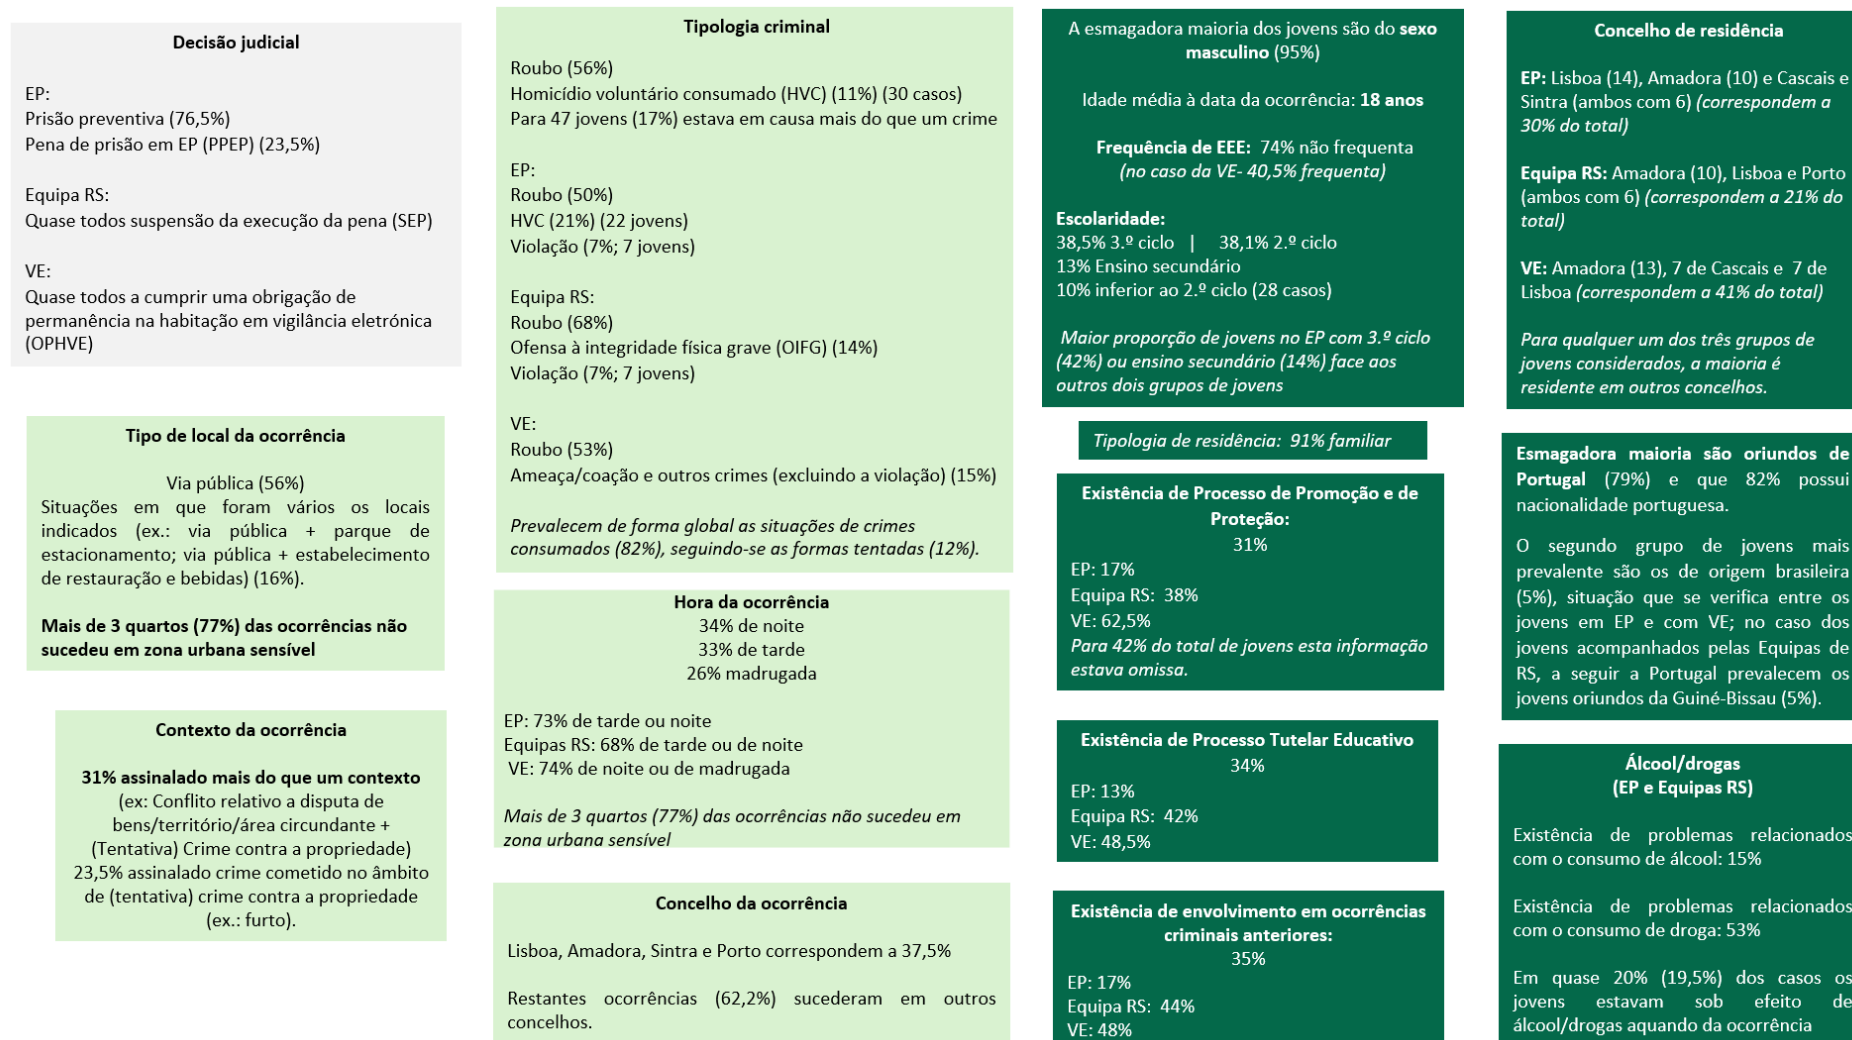 Decisão judicial
EP:
Prisão preventiva (76,5%)
Pena de prisão em EP (PPEP) (23,5%)
Equipa RS:
Quase todos suspensão da execução da pena (SEP)
VE:
Quase todos a cumprir uma obrigação de
permanência na habitação em vigilância eletrónica
(OPHVE)
Tipo de local da ocorrência
Via pública (56%)
Situações em que foram vários os locais
indicados (ex.: via pública + parque de
estacionamento; via pública + estabelecimento
de restauração e bebidas) (16%).
Mais de 3 quartos (77%) das ocorrências não
sucedeu em zona urbana sensível
Contexto da ocorrência
31% assinalado mais do que um contexto
(ex: Conflito relativo a disputa de
bens/território/área circundante +
(Tentativa) Crime contra a propriedade)
23,5% assinalado crime cometido no âmbito
de (tentativa) crime contra a propriedade
(ex.: furto).
Tipologia criminal
Roubo (56%)
Homicídio voluntário consumado (HVC) (11%) (30 casos)
Para 47 jovens (17%) estava em causa mais do que um crime
EP:
Roubo (50%)
HVC (21%) (22 jovens)
Violação (7%; 7 jovens)
Equipa RS:
Roubo (68%)
Ofensa à integridade física grave (OIFG) (14%)
Violação (7%; 7 jovens)
VE:
Roubo (53%)
Ameaça/coação e outros crimes (excluindo a violação) (15%)
Prevalecem de forma global as situações de crimes
consumados (82%), seguindo-se as formas tentadas (12%).
Hora da ocorrência
34% de noite
33% de tarde
26% madrugada
EP: 73% de tarde ou noite
Equipas RS: 68% de tarde ou de noite
VE: 74% de noite ou de madrugada
Mais de 3 quartos (77%) das ocorrências não sucedeu em
zona urbana sensível
Concelho da ocorrência
Lisboa, Amadora, Sintra e Porto correspondem a 37,5%
Restantes ocorrências (62,2%) sucederam em outros
concelhos.
A esmagadora maioria dos jovens são do sexo
masculino (95%)
Idade média à data da ocorrência: 18 anos
Frequência de EEE: 74% não frequenta
(no caso da VE- 40,5% frequenta)
Escolaridade:
38,5% 3.º ciclo | 38,1% 2.º ciclo
13% Ensino secundário
10% inferior ao 2.º ciclo (28 casos)
Maior proporção de jovens no EP com 3.º ciclo
(42%) ou ensino secundário (14%) face aos
outros dois grupos de jovens
Tipologia de residência: 91% familiar
Existência de Processo de Promoção e de
Proteção:
31%
EP: 17%
Equipa RS: 38%
VE: 62,5%
Para 42% do total de jovens esta informação
estava omissa.
Existência de Processo Tutelar Educativo
34%
EP: 13%
Equipa RS: 42%
VE: 48,5%
Existência de envolvimento em ocorrências
criminais anteriores:
35%
EP: 17%
Equipa RS: 44%
VE: 48%
Concelho de residência
EP: Lisboa (14), Amadora (10) e Cascais e
Sintra (ambos com 6) (correspondem a
30% do total)
Equipa RS: Amadora (10), Lisboa e Porto
(ambos com 6) (correspondem a 21% do
total)
VE: Amadora (13), 7 de Cascais e 7 de
Lisboa (correspondem a 41% do total)
Para qualquer um dos três grupos de
jovens considerados, a maioria é
residente em outros concelhos.
Esmagadora maioria são oriundos de
Portugal (79%) e que 82% possui
nacionalidade portuguesa.
O segundo grupo de jovens mais
prevalente são os de origem brasileira
(5%), situação que se verifica entre os
jovens em EP e com VE; no caso dos
jovens acompanhados pelas Equipas de
RS, a seguir a Portugal prevalecem os
jovens oriundos da Guiné-Bissau (5%).
Álcool/drogas
(EP e Equipas RS)
Existência de problemas relacionados
com o consumo de álcool: 15%
Existência de problemas relacionados
com o consumo de droga: 53%
Em quase 20% (19,5%) dos casos os
jovens estavam sob efeito de
álcool/drogas aquando da ocorrência